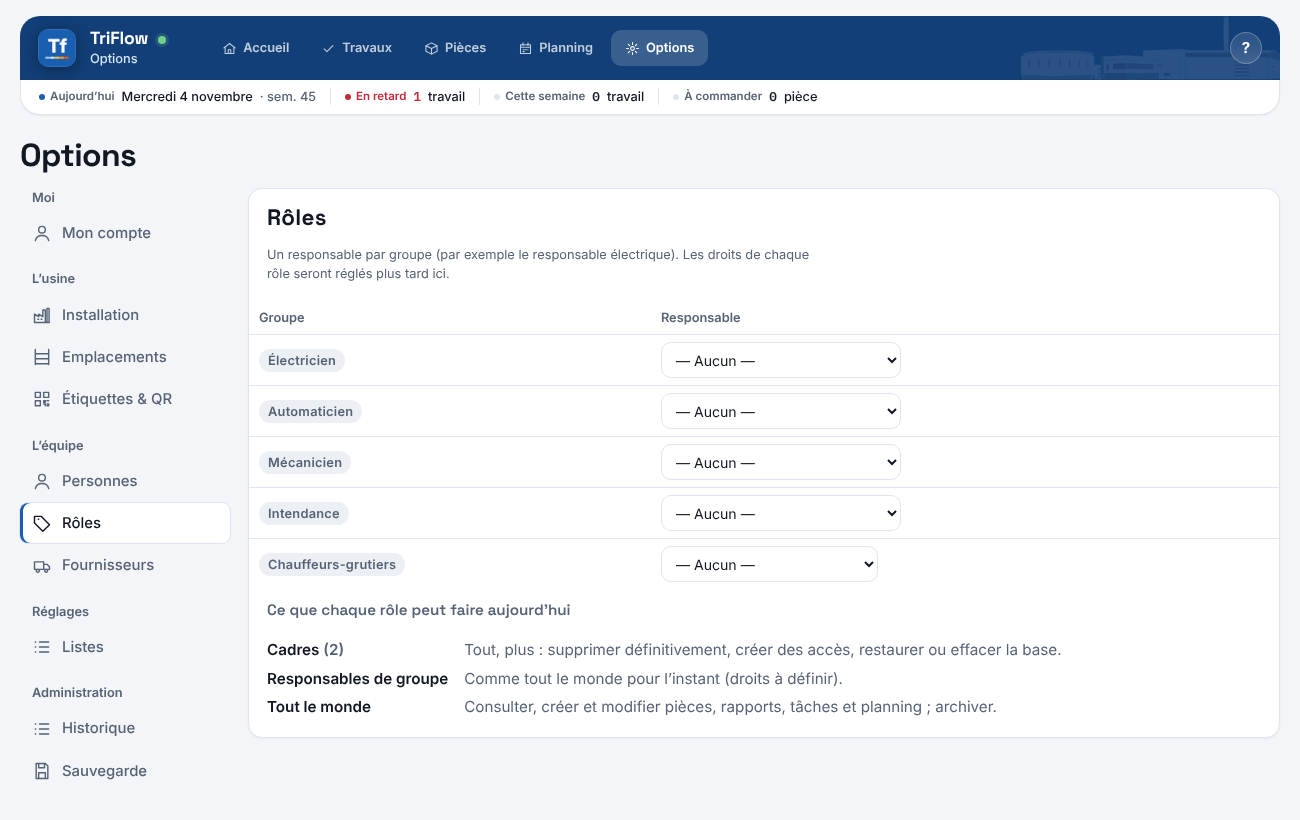 Tf
TriFlow
Options
Accueil
Travaux
Pièces
Planning
Options
?
Aujourd'hui Mercredi 4 novembre · sem. 45
En retard 1 travail
Cette semaine 0 travail
À commander 0 pièce
Options
Moi
Mon compte
L'usine
Installation
Emplacements
Étiquettes & QR
L'équipe
Personnes
Rôles
Fournisseurs
Réglages
Listes
Administration
Historique
Sauvegarde
Rôles
Un responsable par groupe (par exemple le responsable électrique). Les droits de chaque
rôle seront réglés plus tard ici.
Groupe Responsable
Électricien — Aucun —
Automaticien — Aucun —
Mécanicien — Aucun —
Intendance — Aucun —
Chauffeurs-grutiers — Aucun —
Ce que chaque rôle peut faire aujourd'hui
Cadres (2) Tout, plus : supprimer définitivement, créer des accès, restaurer ou effacer la base.
Responsables de groupe Comme tout le monde pour l'instant (droits à définir).
Tout le monde Consulter, créer et modifier pièces, rapports, tâches et planning ; archiver.